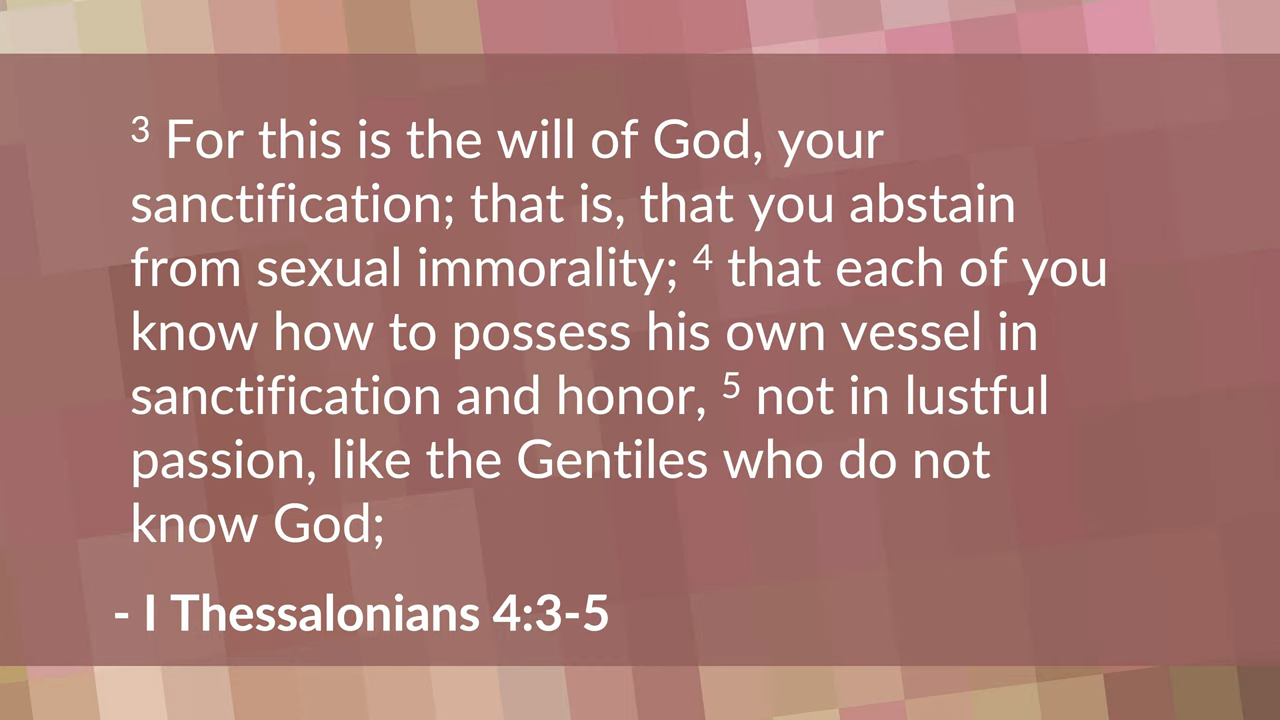 ³ For this is the will of God, your
sanctification; that is, that you abstain
from sexual immorality; ⁴ that each of you
know how to possess his own vessel in
sanctification and honor, ⁵ not in lustful
passion, like the Gentiles who do not
know God;
- I Thessalonians 4:3-5